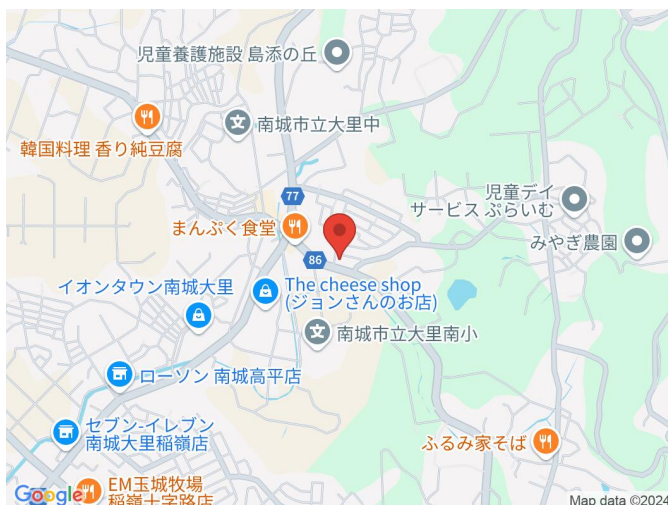 児童養護施設 島添の丘
南城市立大里中
韓国料理 香り純豆腐
77
児童デイ
サービス ぷらいむ
まんぷく食堂
みやぎ農園
86
イオンタウン南城大里
The cheese shop
(ジョンさんのお店)
南城市立大里南小
ローソン 南城高平店
セブン-イレブン
南城大里稲嶺店
ふるみ家そば
EM玉城牧場
稲嶺十字路店
Google
Map data ©2024